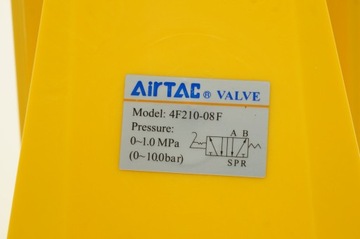 AirTAC ® VALVE
Model: 4F210-08F
Pressure:
0~1.0 MPa
(0~10.0bar)
A B
S P R